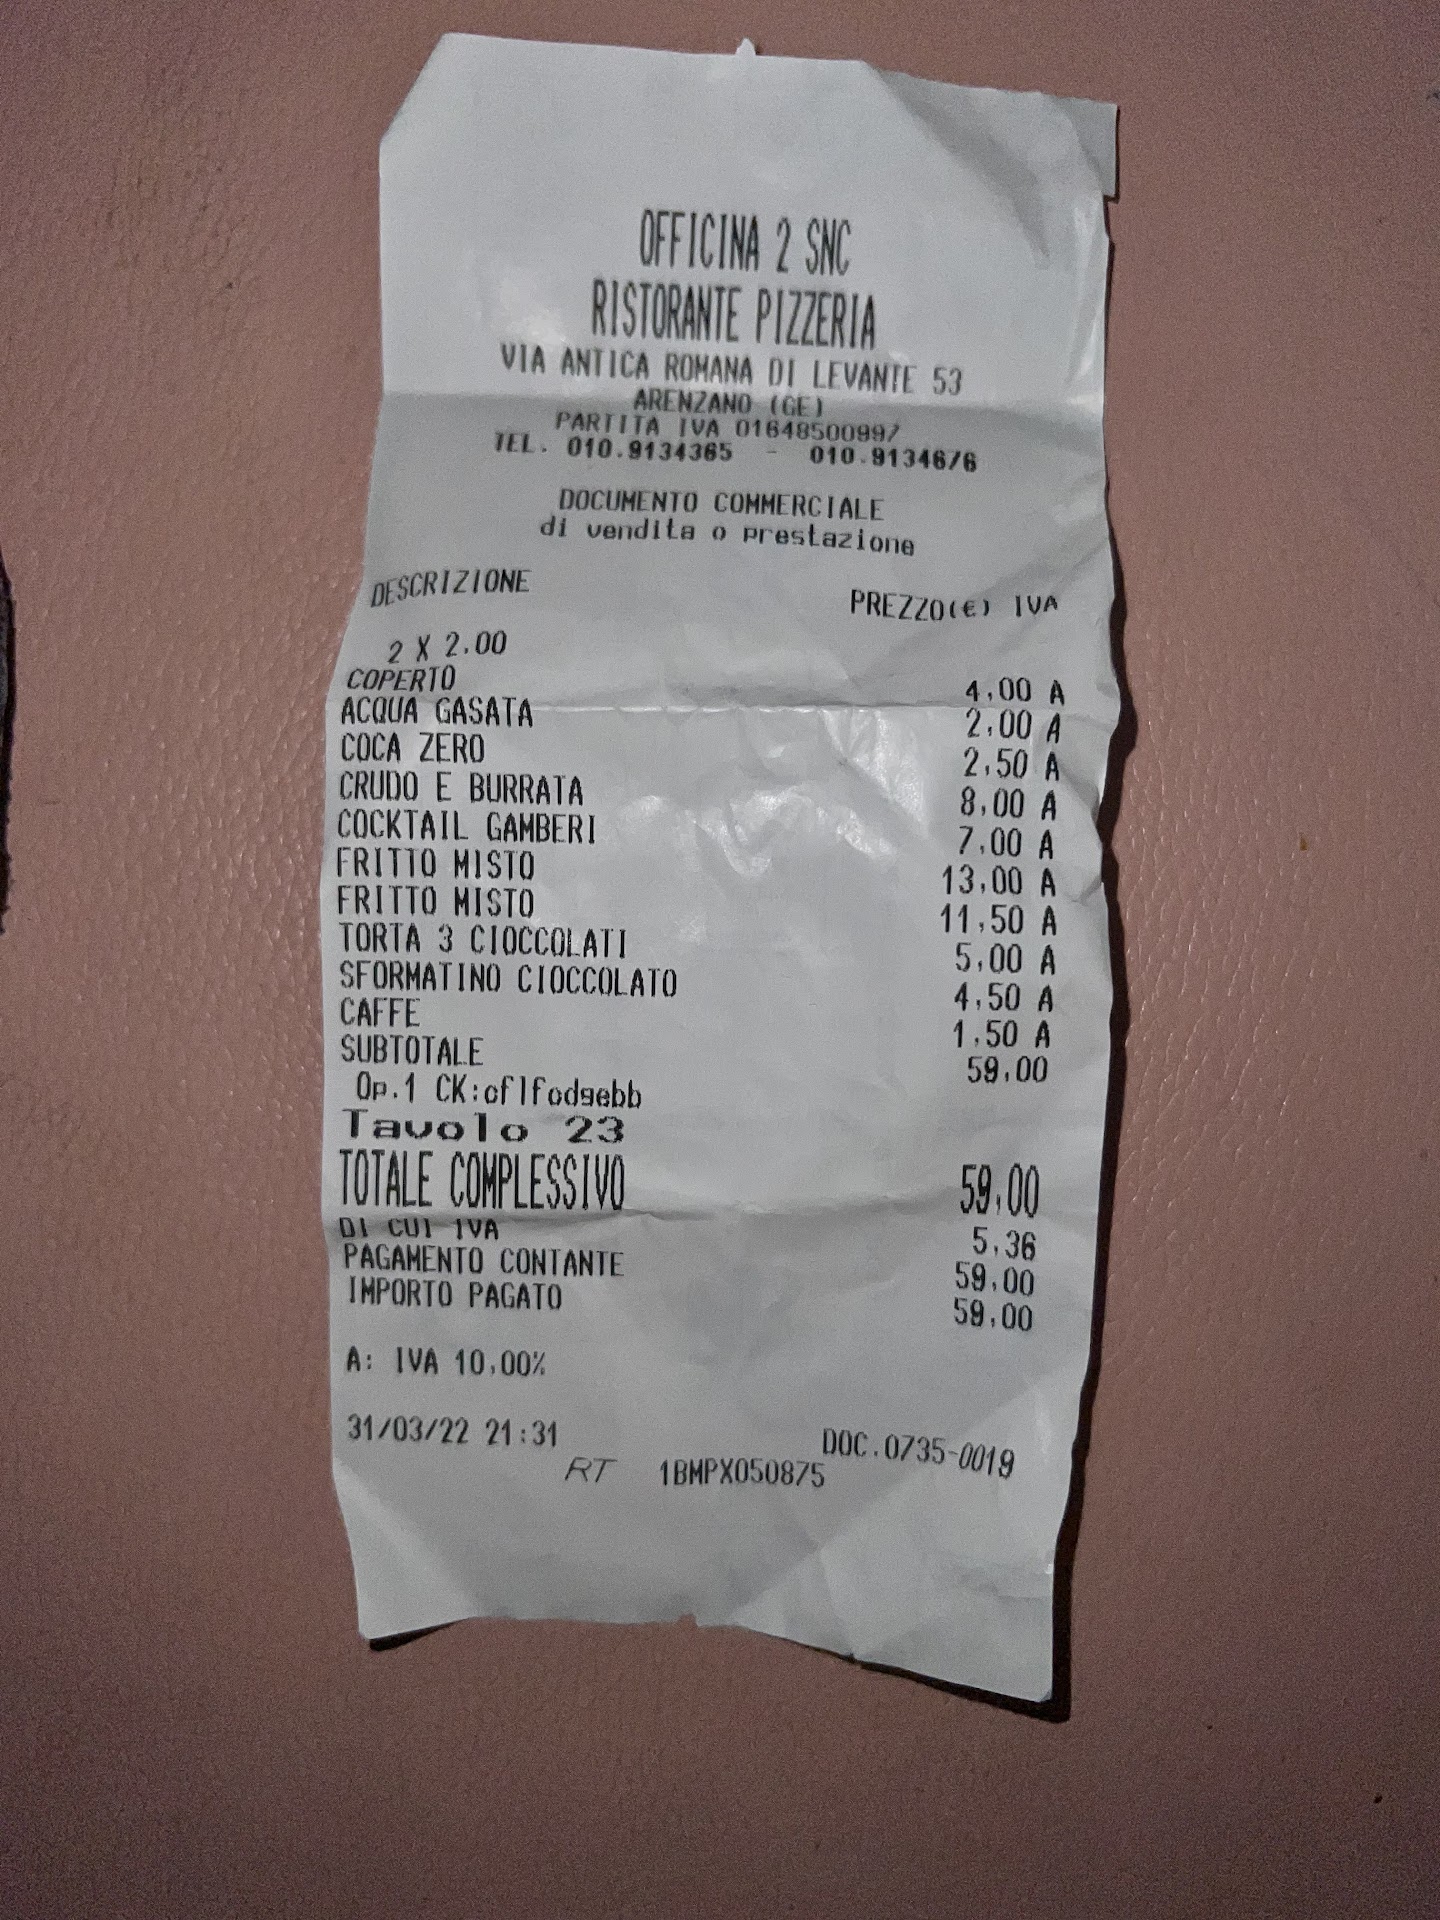 OFFICINA 2 SNC
RISTORANTE PIZZERIA
VIA ANTICA ROMANA DI LEVANTE 53
ARENZANO (GE)
PARTITA IVA 01648500997
TEL. 010.9134365 - 010.9134676
DOCUMENTO COMMERCIALE
di vendita o prestazione
DESCRIZIONE PREZZO(€) IVA
2 X 2.00
COPERTO 4,00 A
ACQUA GASATA 2,00 A
COCA ZERO 2,50 A
CRUDO E BURRATA 8,00 A
COCKTAIL GAMBERI 7,00 A
FRITTO MISTO 13,00 A
FRITTO MISTO 11,50 A
TORTA 3 CIOCCOLATI 5,00 A
SFORMATINO CIOCCOLATO 4,50 A
CAFFE 1,50 A
SUBTOTALE 59,00
Op.1 CK:cflfodgebb
Tavolo 23
TOTALE COMPLESSIVO 59,00
DI CUI IVA 5,36
PAGAMENTO CONTANTE 59,00
IMPORTO PAGATO 59,00
A: IVA 10,00%
31/03/22 21:31 DOC.0735-0019
RT 1BMPX050875